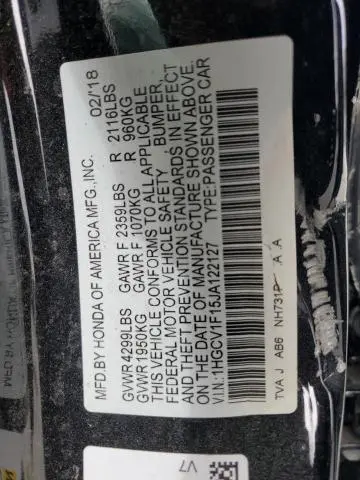 MFD.BY HONDA OF AMERICA MFG.,INC. 02/18
GVWR 4299LBS GAWR F 2359LBS R 2116LBS
GVWR 1950KG GAWR F 1070KG R 960KG
THIS VEHICLE CONFORMS TO ALL APPLICABLE
FEDERAL MOTOR VEHICLE SAFETY, BUMPER,
AND THEFT PREVENTION STANDARDS IN EFFECT
ON THE DATE OF MANUFACTURE SHOWN ABOVE.
V.I.N.:1HGCV1F15JA122127 TYPE:PASSENGER CAR
TVA J AB6 NH731P A .A
V7